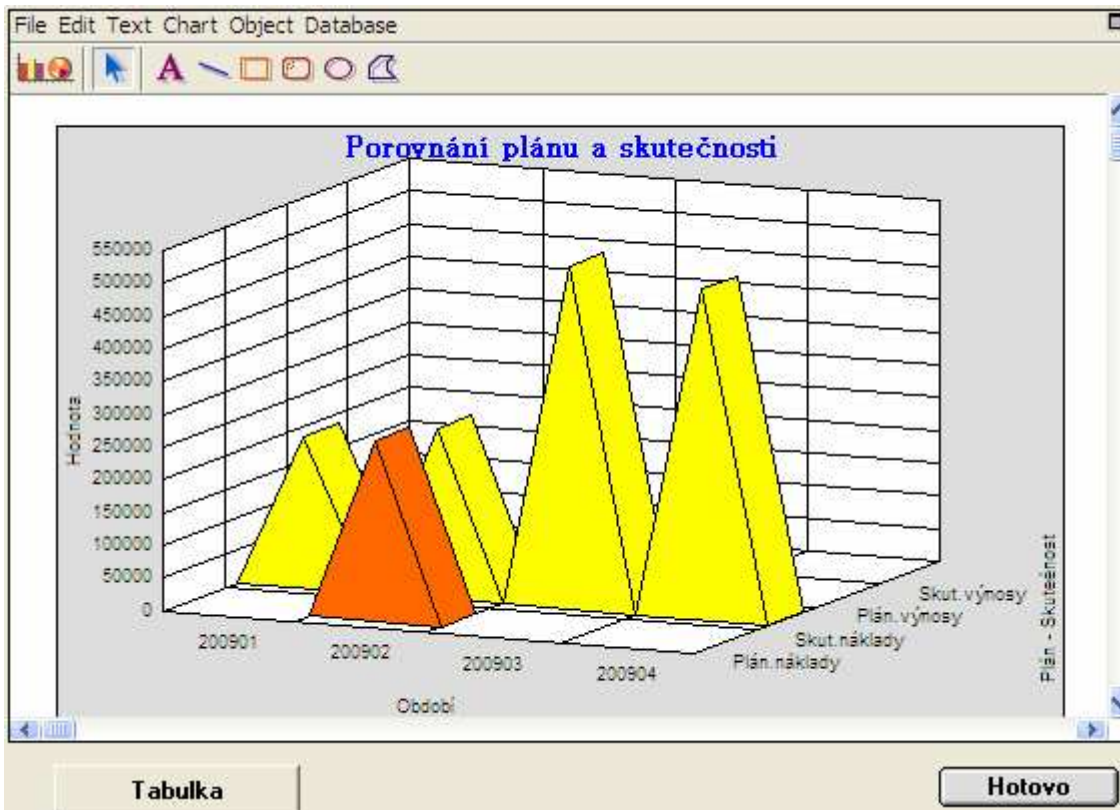 File Edit Text Chart Object Database
A
Porovnání plánu a skutečnosti
550000
500000
450000
400000
350000
300000
250000
200000
150000
100000
50000
0
Hodnota
200901
200902
200903
200904
Období
Plán.náklady
Skut.náklady
Plán.výnosy
Skut.výnosy
Plán - Skuteènost
Tabulka
Hotovo